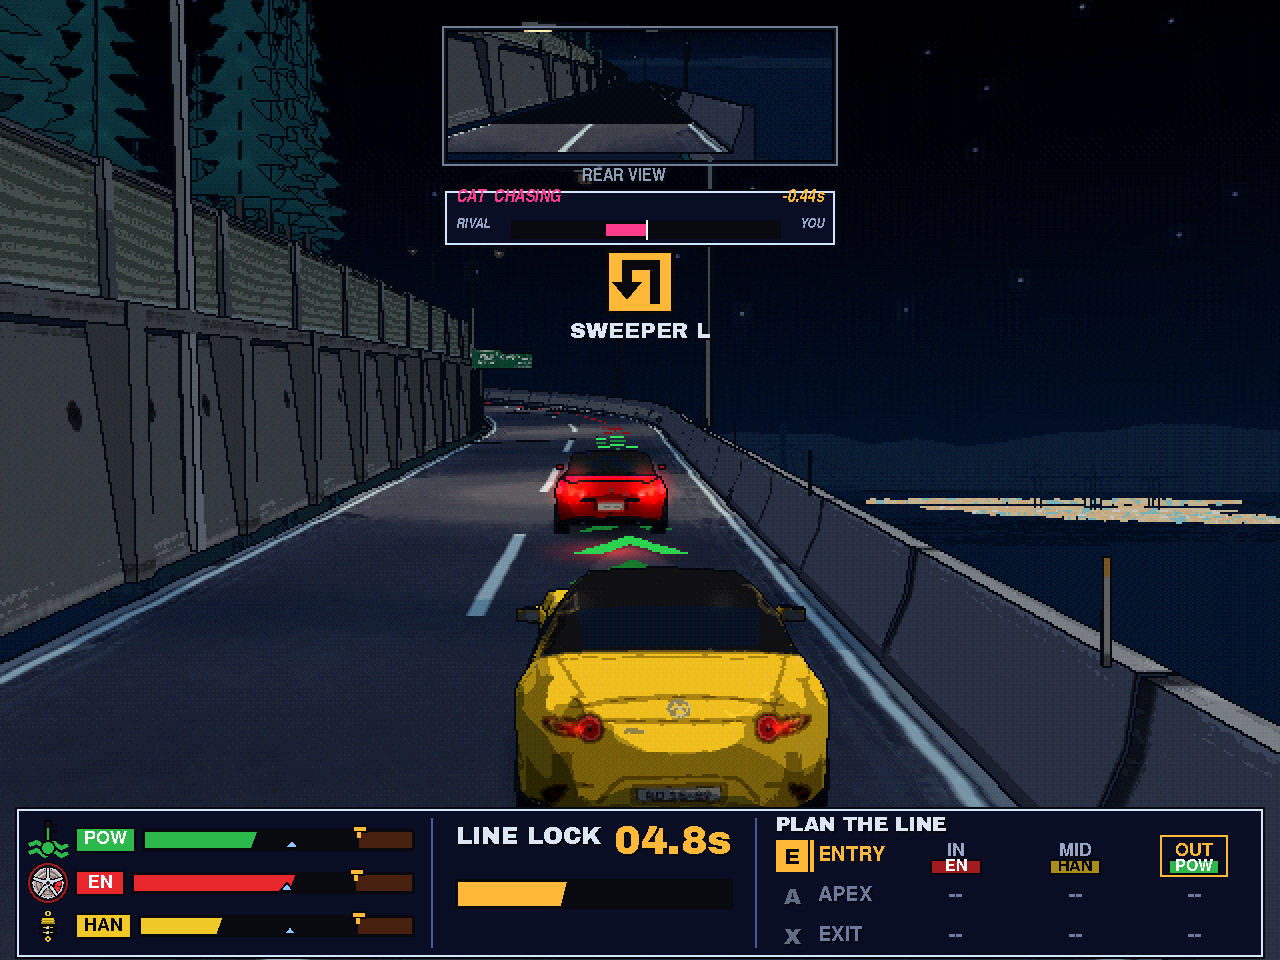 REAR VIEW
CAT CHASING -0.44s
RIVAL YOU
SWEEPER L
POW
EN
HAN
LINE LOCK 04.8s
PLAN THE LINE
IN MID OUT
E ENTRY EN HAN POW
A APEX -- -- --
X EXIT -- -- --